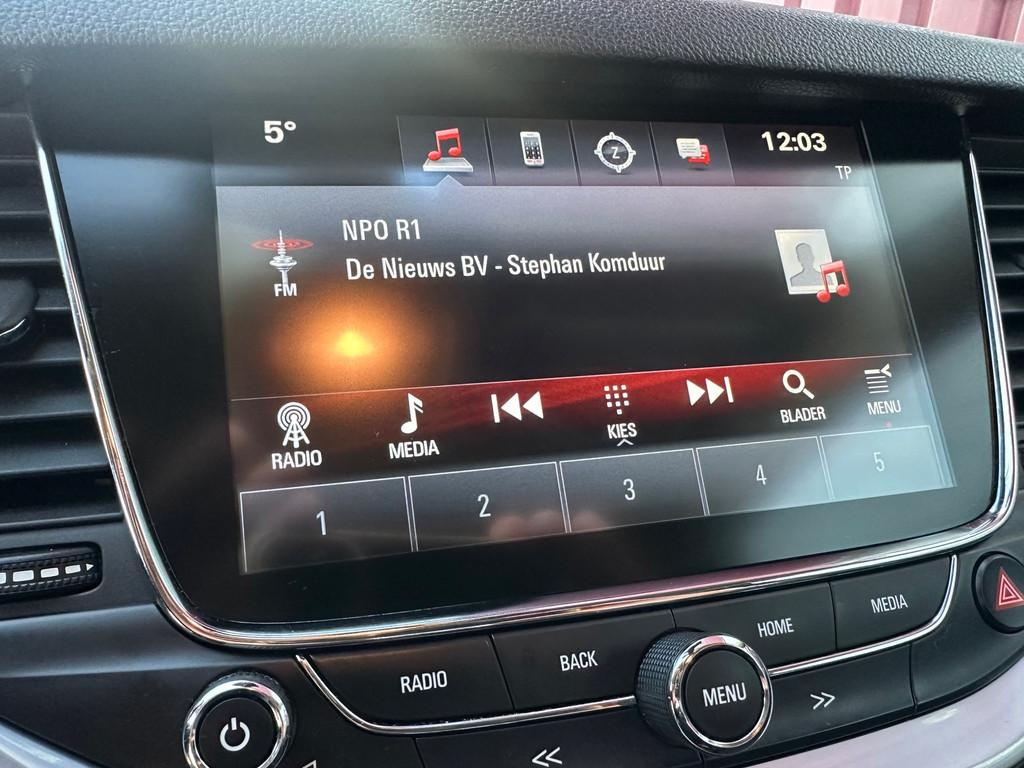 5°
12:03
TP
NPO R1
De Nieuws BV - Stephan Komduur
FM
RADIO
MEDIA
KIES
BLADER
MENU
1
2
3
4
5
RADIO
BACK
HOME
MEDIA
MENU